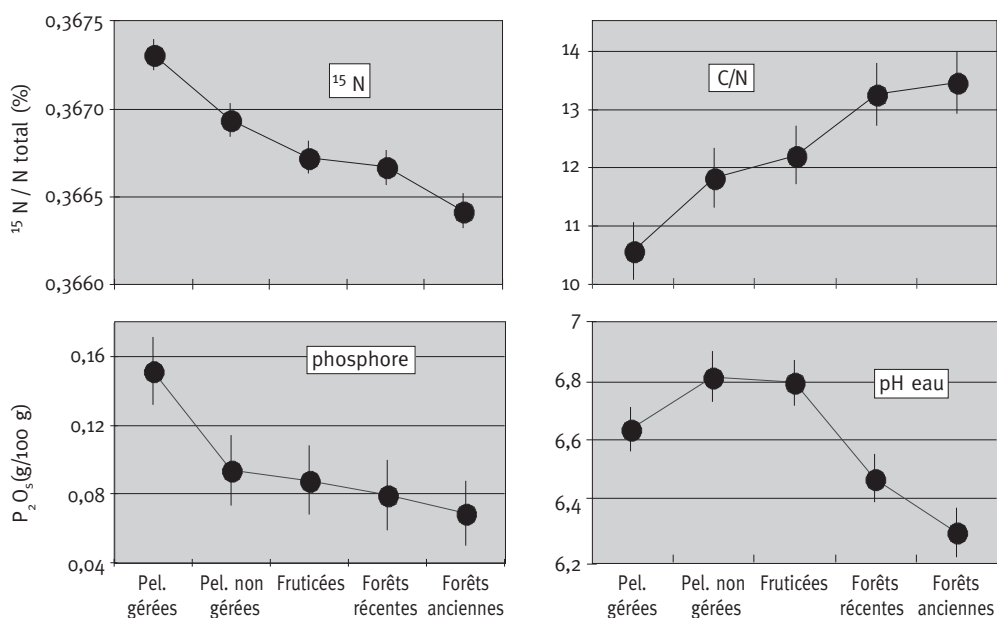 0,3675
0,3670
0,3665
0,3660
¹⁵N / N total (%)
¹⁵ N
14
13
12
11
10
C/N
0,16
0,12
0,08
0,04
P₂O₅(g/100 g)
phosphore
7
6,8
6,6
6,4
6,2
pH eau
Pel. gérées
Pel. non gérées
Fruticées
Forêts récentes
Forêts anciennes
Pel. gérées
Pel. non gérées
Fruticées
Forêts récentes
Forêts anciennes